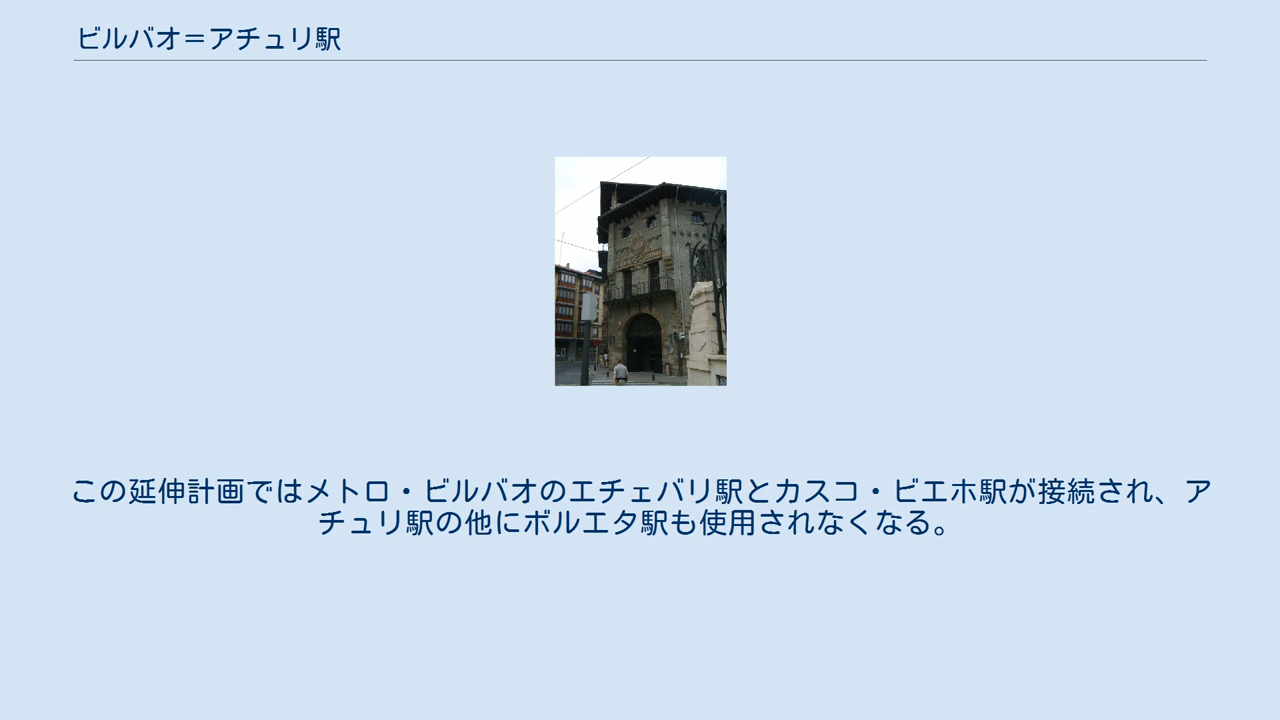 ビルバオ＝アチュリ駅
この延伸計画ではメトロ・ビルバオのエチェバリ駅とカスコ・ビエホ駅が接続され、ア
チュリ駅の他にボルエタ駅も使用されなくなる。